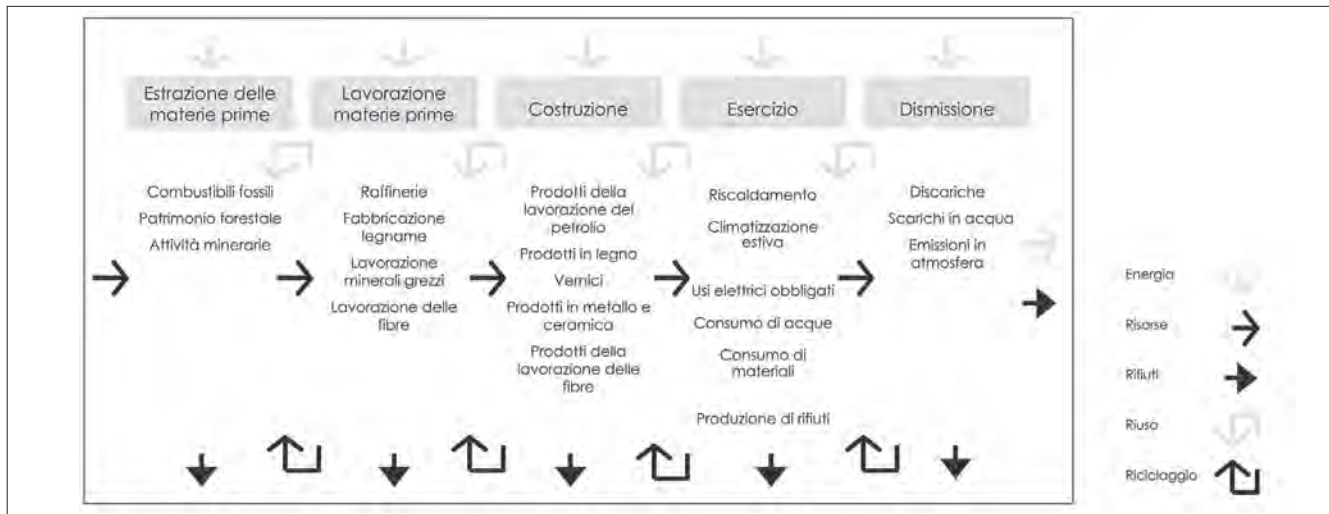 Estrazione delle
materie prime
Lavorazione
materie prime
Costruzione
Esercizio
Dismissione
Combustibili fossili
Patrimonio forestale
Attività minerarie
Raffinerie
Fabbricazione
legname
Lavorazione
minerali grezzi
Lavorazione delle
fibre
Prodotti della
lavorazione del
petrolio
Prodotti in legno
Vernici
Prodotti in metallo e
ceramica
Prodotti della
lavorazione delle
fibre
Riscaldamento
Climatizzazione
estiva
Usi elettrici obbligati
Consumo di acque
Consumo di
materiali
Produzione di rifiuti
Discariche
Scarichi in acqua
Emissioni in
atmosfera
Energia
Risorse
Rifiuti
Riuso
Riciclaggio